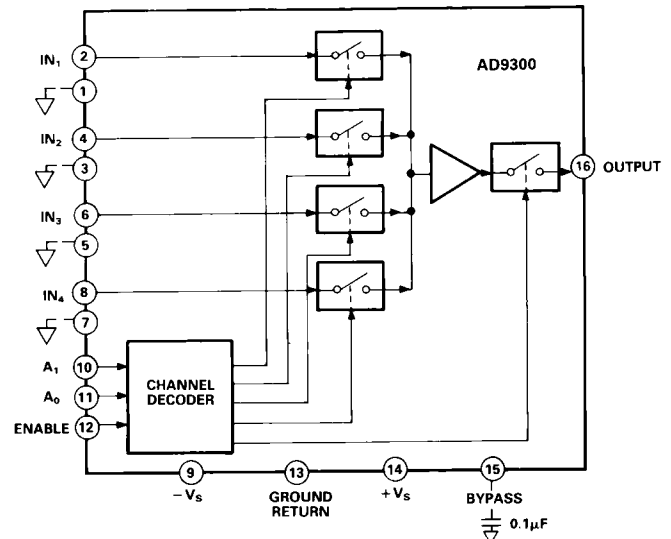 AD9300
IN₁ 2
1
IN₂ 4
3
IN₃ 6
5
IN₄ 8
7
16 OUTPUT
A₁ 10
A₀ 11
ENABLE 12
CHANNEL
DECODER
9 13 14 15
−Vₛ GROUND
RETURN +Vₛ BYPASS
0.1µF